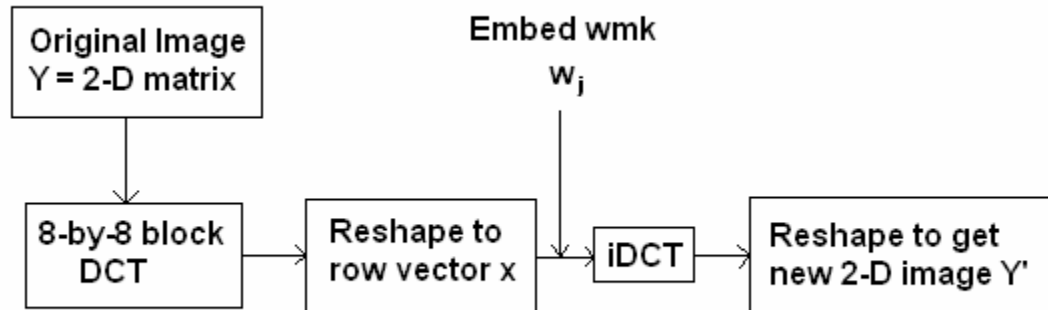 Original Image
Y = 2-D matrix
Embed wmk
wj
8-by-8 block
DCT
Reshape to
row vector x
iDCT
Reshape to get
new 2-D image Y'